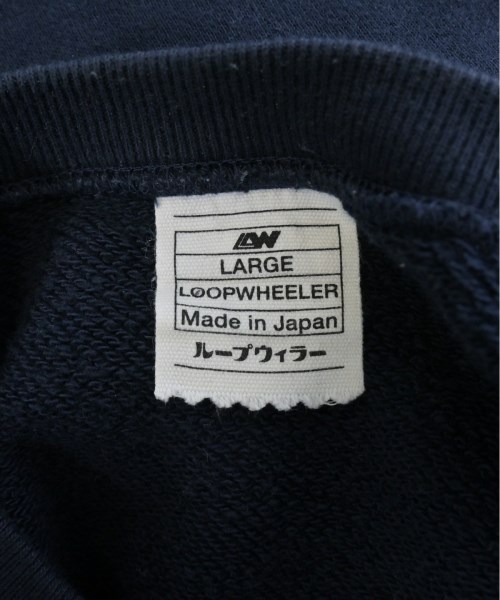 LW
LARGE
LOOPWHEELER
Made in Japan
ループウィラー